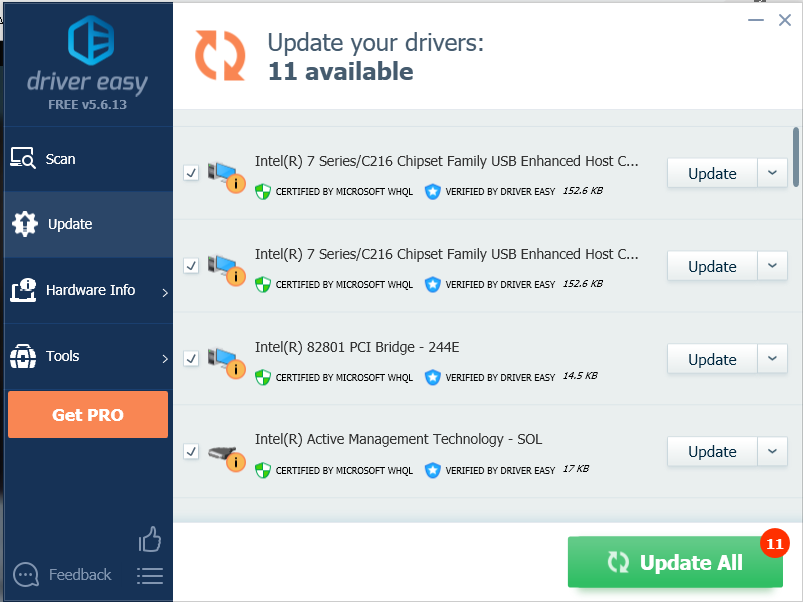 driver easy
FREE v5.6.13
Scan
Update
Hardware Info
Tools
Get PRO
Feedback
Update your drivers:
11 available
Intel(R) 7 Series/C216 Chipset Family USB Enhanced Host C...
CERTIFIED BY MICROSOFT WHQL VERIFIED BY DRIVER EASY 152.6 KB
Update
Intel(R) 7 Series/C216 Chipset Family USB Enhanced Host C...
CERTIFIED BY MICROSOFT WHQL VERIFIED BY DRIVER EASY 152.6 KB
Update
Intel(R) 82801 PCI Bridge - 244E
CERTIFIED BY MICROSOFT WHQL VERIFIED BY DRIVER EASY 14.5 KB
Update
Intel(R) Active Management Technology - SOL
CERTIFIED BY MICROSOFT WHQL VERIFIED BY DRIVER EASY 17 KB
Update
Update All
11